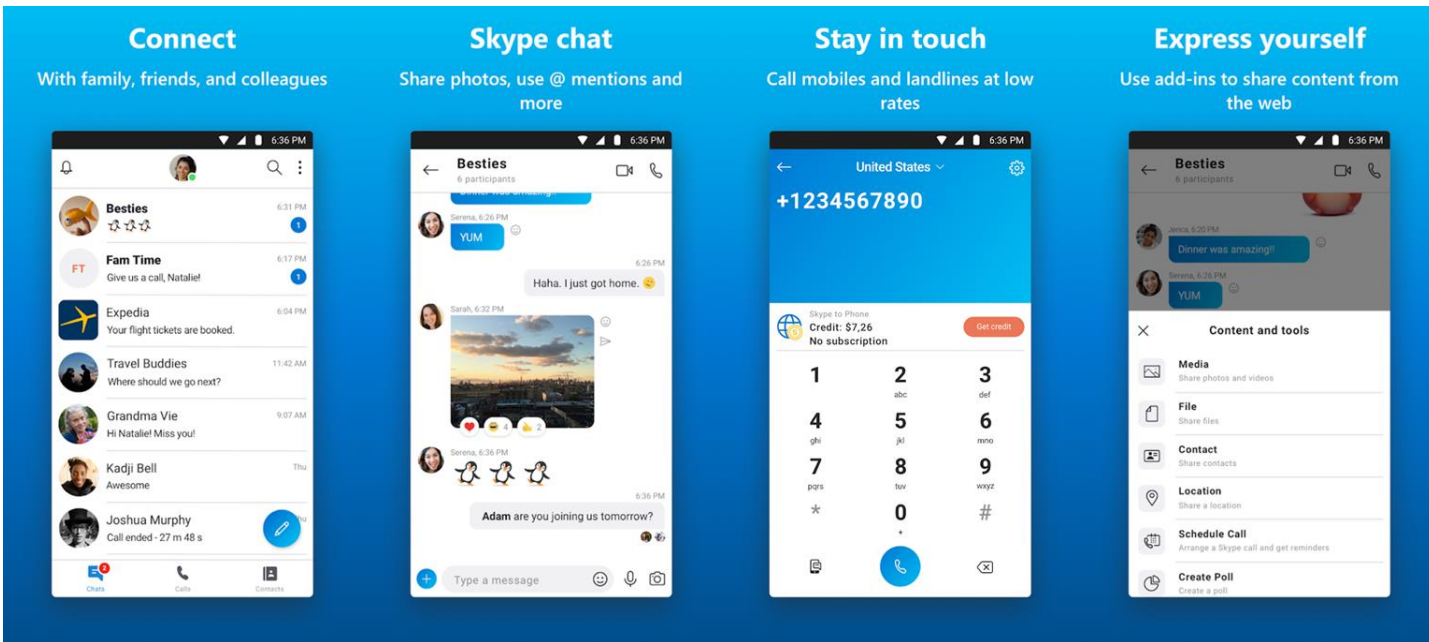 Connect
With family, friends, and colleagues
6:36 PM
Besties
6:31 PM
1
Fam Time
6:17 PM
FT
Give us a call, Natalie!
1
Expedia
6:04 PM
Your flight tickets are booked.
Travel Buddies
11:42 AM
Where should we go next?
Grandma Vie
9:07 AM
Hi Natalie! Miss you!
Kadji Bell
Thu
Awesome
Joshua Murphy
Call ended - 27 m 48 s
2
Chats
Calls
Contacts
Skype chat
Share photos, use @ mentions and
more
6:36 PM
Besties
6 participants
Serena, 6:26 PM
YUM
6:26 PM
Haha. I just got home.
Sarah, 6:32 PM
4
2
Serena, 6:36 PM
6:36 PM
Adam are you joining us tomorrow?
Type a message
Stay in touch
Call mobiles and landlines at low
rates
6:36 PM
United States
+1234567890
Skype to Phone
Credit: $7,26
No subscription
Get credit
1 2 3
abc def
4 5 6
ghi jkl mno
7 8 9
pqrs tuv wxyz
* 0 #
+
Express yourself
Use add-ins to share content from
the web
6:36 PM
Besties
6 participants
Jerica, 6:20 PM
Dinner was amazing!!
Serena, 6:26 PM
YUM
Content and tools
Media
Share photos and videos
File
Share files
Contact
Share contacts
Location
Share a location
Schedule Call
Arrange a Skype call and get reminders
Create Poll
Create a poll